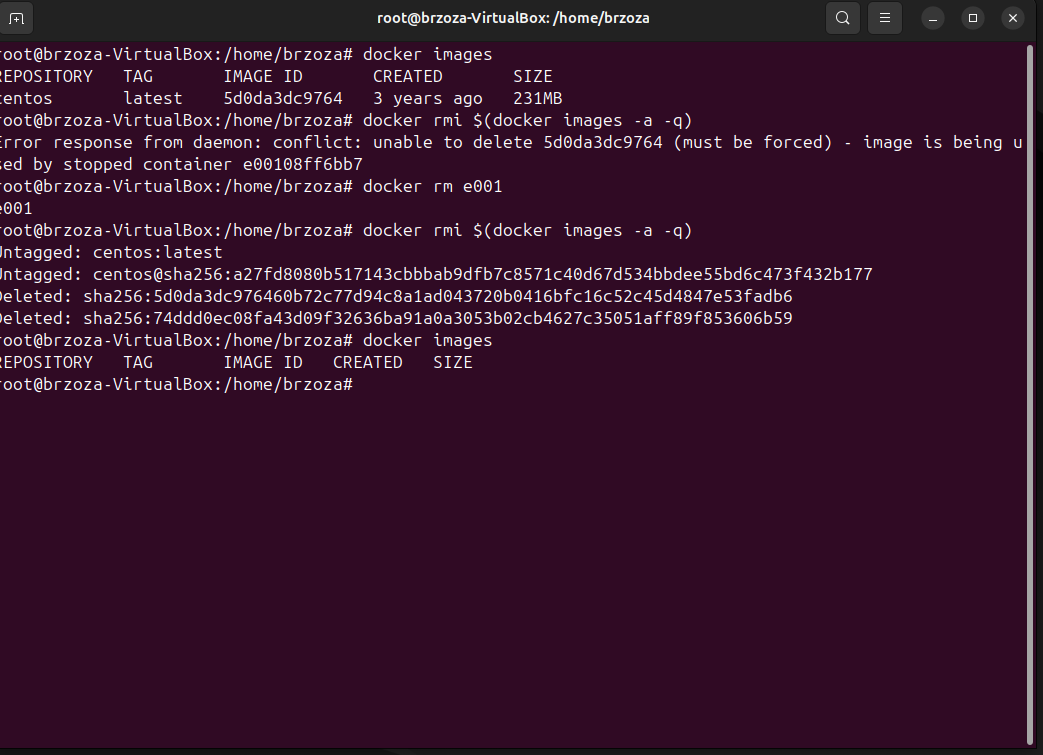 root@brzoza-VirtualBox: /home/brzoza
root@brzoza-VirtualBox:/home/brzoza# docker images
REPOSITORY   TAG       IMAGE ID       CREATED       SIZE
centos       latest    5d0da3dc9764   3 years ago   231MB
root@brzoza-VirtualBox:/home/brzoza# docker rmi $(docker images -a -q)
Error response from daemon: conflict: unable to delete 5d0da3dc9764 (must be forced) - image is being u
sed by stopped container e00108ff6bb7
root@brzoza-VirtualBox:/home/brzoza# docker rm e001
e001
root@brzoza-VirtualBox:/home/brzoza# docker rmi $(docker images -a -q)
Untagged: centos:latest
Untagged: centos@sha256:a27fd8080b517143cbbbab9dfb7c8571c40d67d534bbdee55bd6c473f432b177
Deleted: sha256:5d0da3dc976460b72c77d94c8a1ad043720b0416bfc16c52c45d4847e53fadb6
Deleted: sha256:74ddd0ec08fa43d09f32636ba91a0a3053b02cb4627c35051aff89f853606b59
root@brzoza-VirtualBox:/home/brzoza# docker images
REPOSITORY   TAG       IMAGE ID   CREATED   SIZE
root@brzoza-VirtualBox:/home/brzoza#